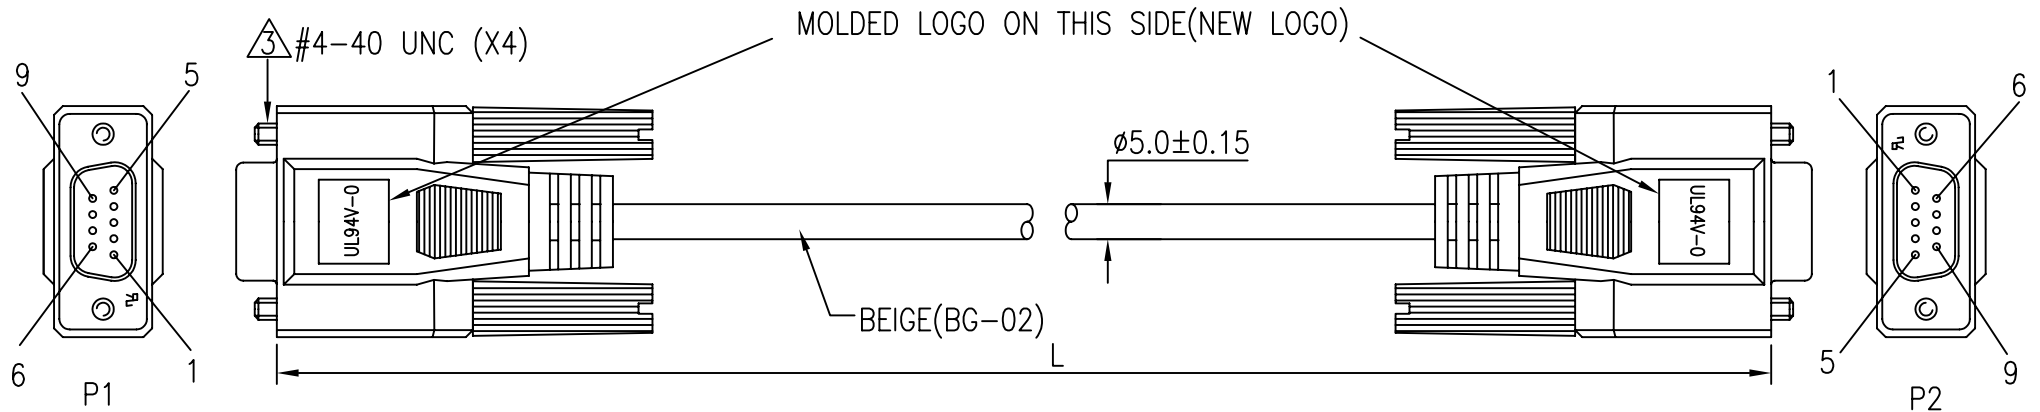 MOLDED LOGO ON THIS SIDE(NEW LOGO)
3 #4-40 UNC (X4)
9
5
1
6
ø5.0±0.15
UL94V-0
UL94V-0
BEIGE(BG-02)
L
6
1
5
9
P1
P2